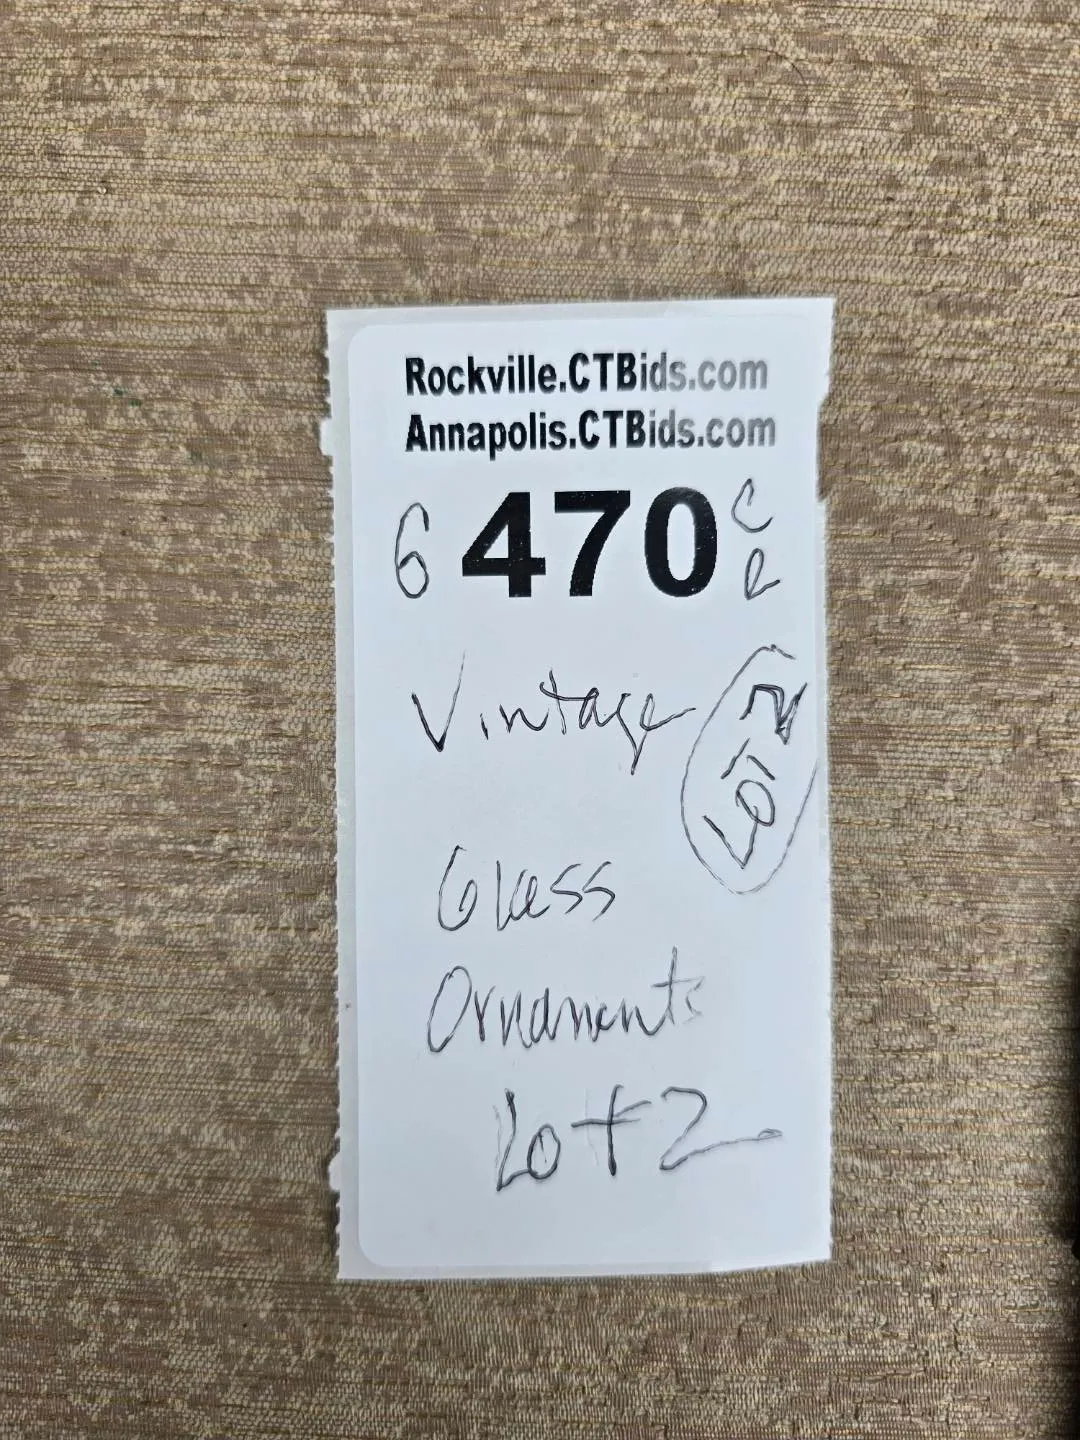 Rockville.CTBids.com
Annapolis.CTBids.com
6 470 C
R
Vintage
LOT 2
Glass
Ornaments
Lot 2